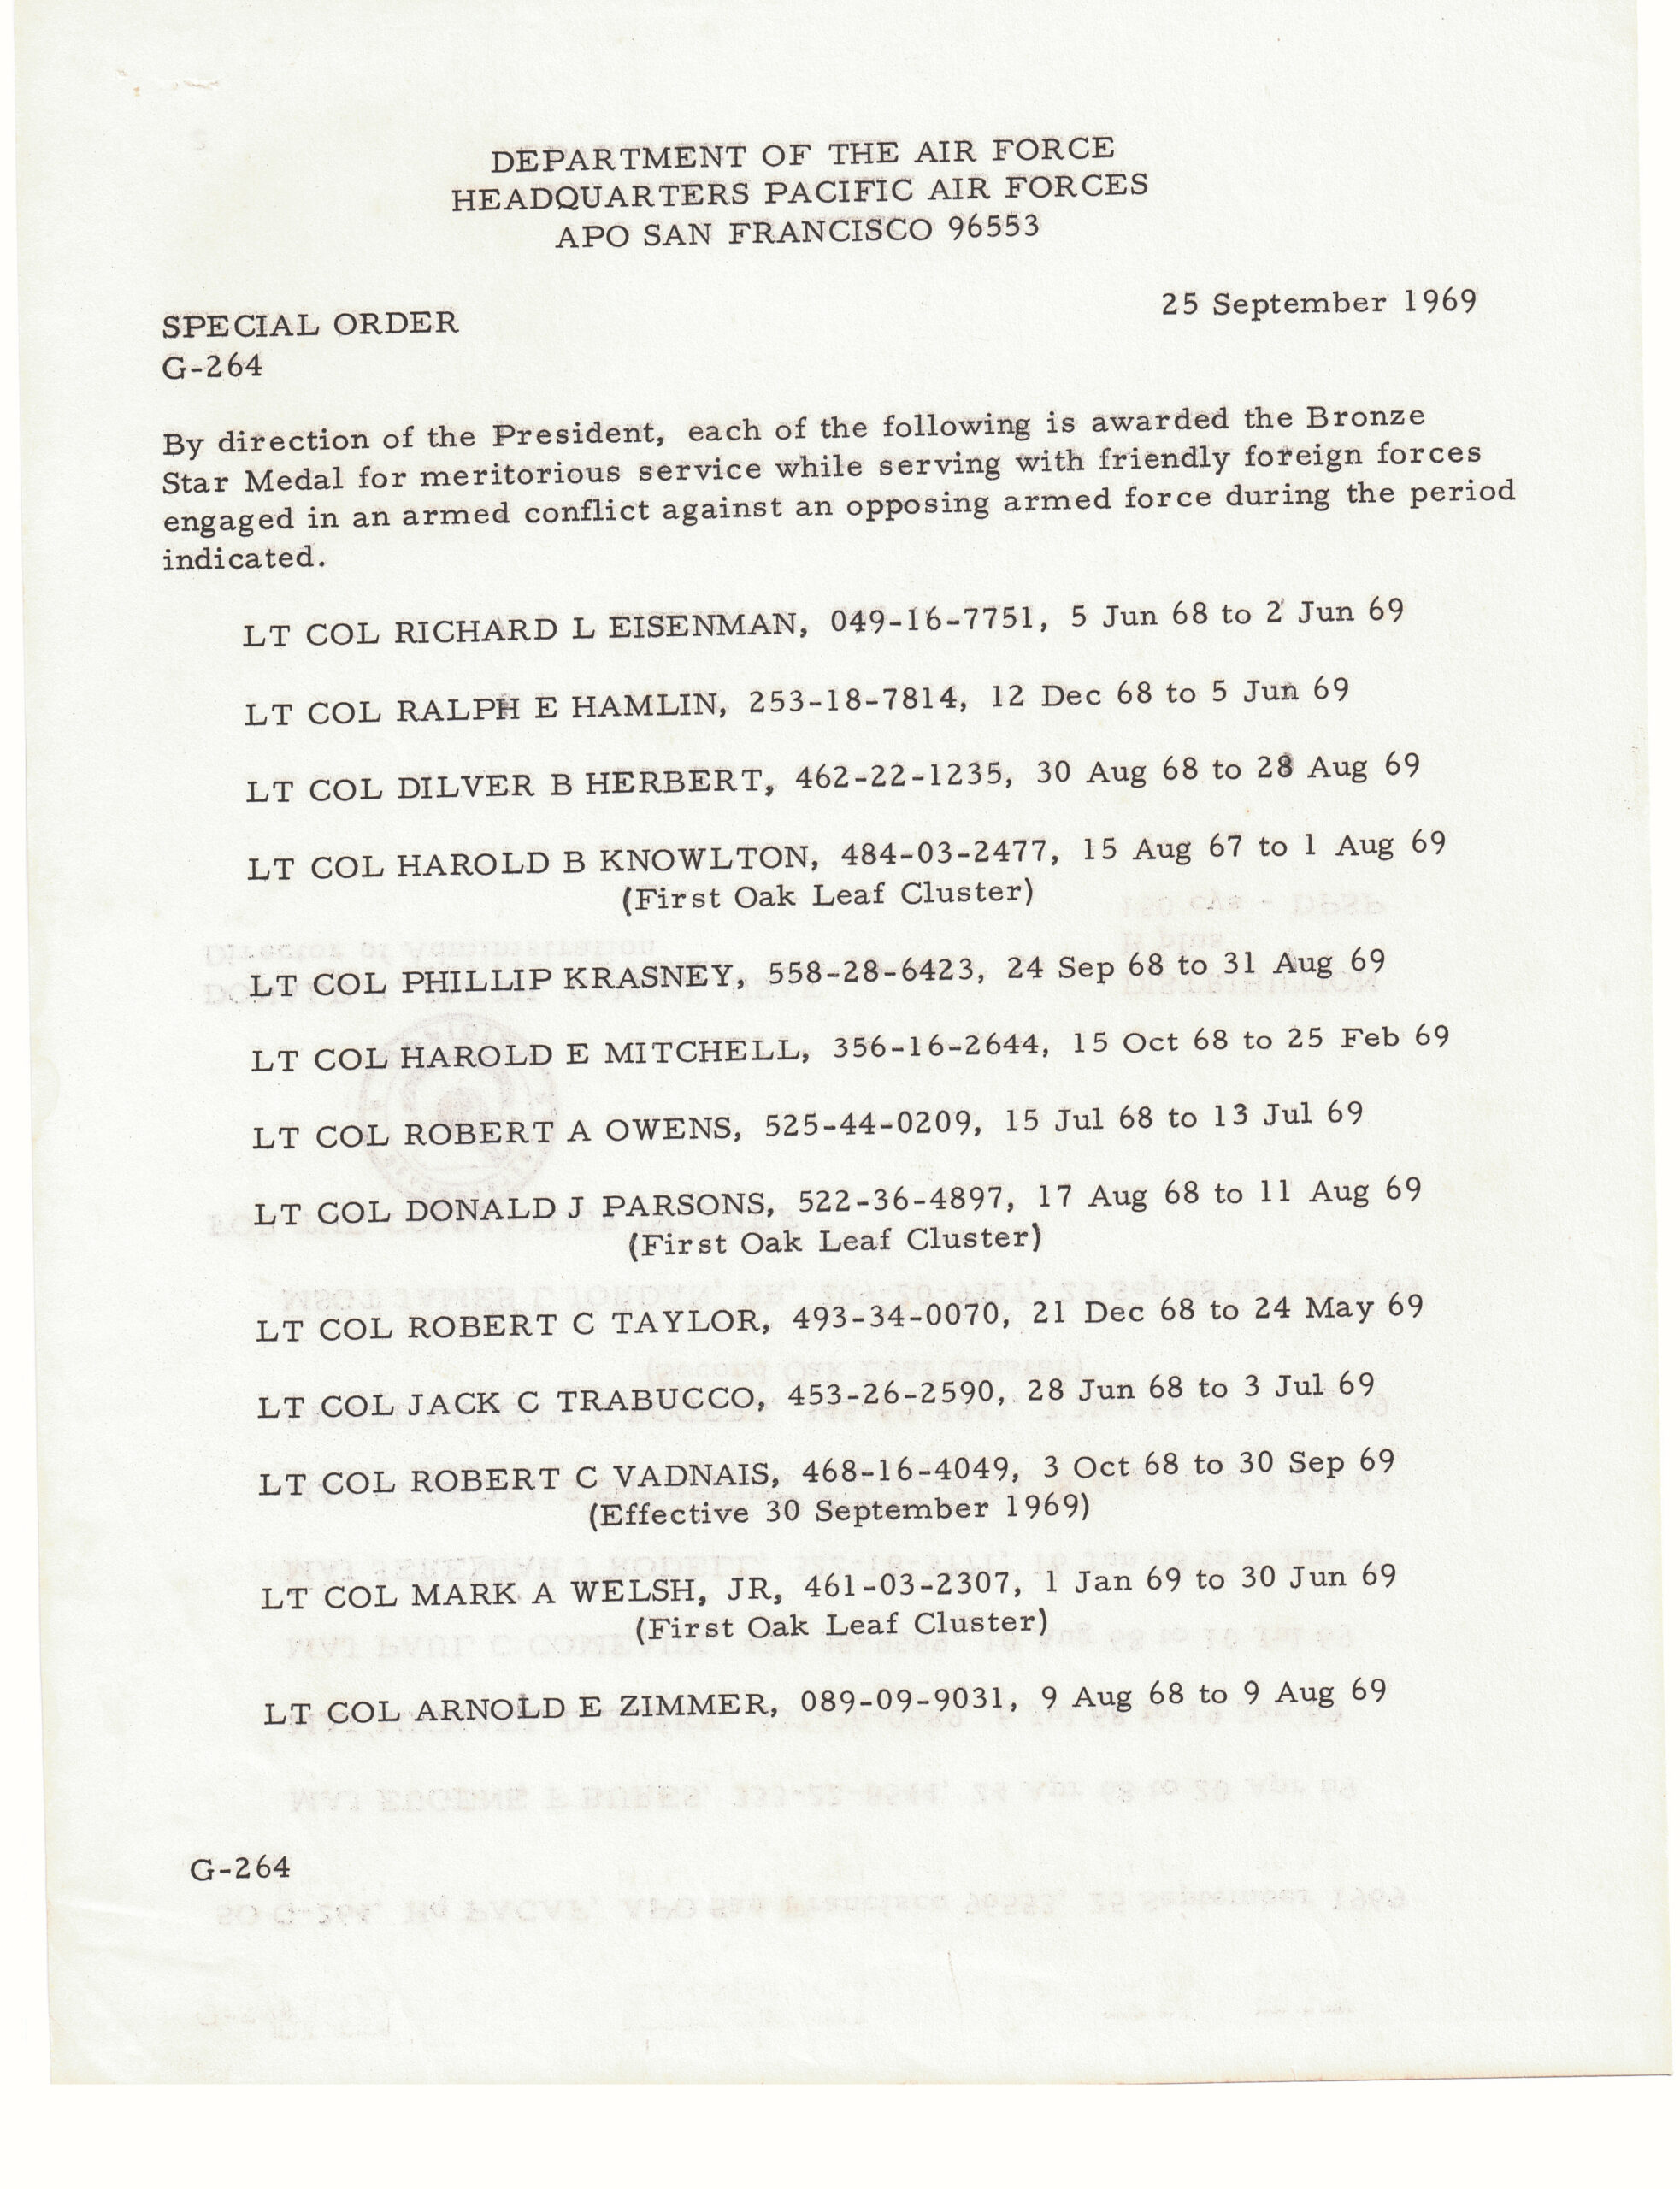 DEPARTMENT OF THE AIR FORCE
HEADQUARTERS PACIFIC AIR FORCES
APO SAN FRANCISCO 96553
25 September 1969
SPECIAL ORDER
G-264
By direction of the President, each of the following is awarded the Bronze
Star Medal for meritorious service while serving with friendly foreign forces
engaged in an armed conflict against an opposing armed force during the period
indicated.
LT COL RICHARD L EISENMAN, 049-16-7751, 5 Jun 68 to 2 Jun 69
LT COL RALPH E HAMLIN, 253-18-7814, 12 Dec 68 to 5 Jun 69
LT COL DILVER B HERBERT, 462-22-1235, 30 Aug 68 to 28 Aug 69
LT COL HAROLD B KNOWLTON, 484-03-2477, 15 Aug 67 to 1 Aug 69
(First Oak Leaf Cluster)
LT COL PHILLIP KRASNEY, 558-28-6423, 24 Sep 68 to 31 Aug 69
LT COL HAROLD E MITCHELL, 356-16-2644, 15 Oct 68 to 25 Feb 69
LT COL ROBERT A OWENS, 525-44-0209, 15 Jul 68 to 13 Jul 69
LT COL DONALD J PARSONS, 522-36-4897, 17 Aug 68 to 11 Aug 69
(First Oak Leaf Cluster)
LT COL ROBERT C TAYLOR, 493-34-0070, 21 Dec 68 to 24 May 69
LT COL JACK C TRABUCCO, 453-26-2590, 28 Jun 68 to 3 Jul 69
LT COL ROBERT C VADNAIS, 468-16-4049, 3 Oct 68 to 30 Sep 69
(Effective 30 September 1969)
LT COL MARK A WELSH, JR, 461-03-2307, 1 Jan 69 to 30 Jun 69
(First Oak Leaf Cluster)
LT COL ARNOLD E ZIMMER, 089-09-9031, 9 Aug 68 to 9 Aug 69
G-264